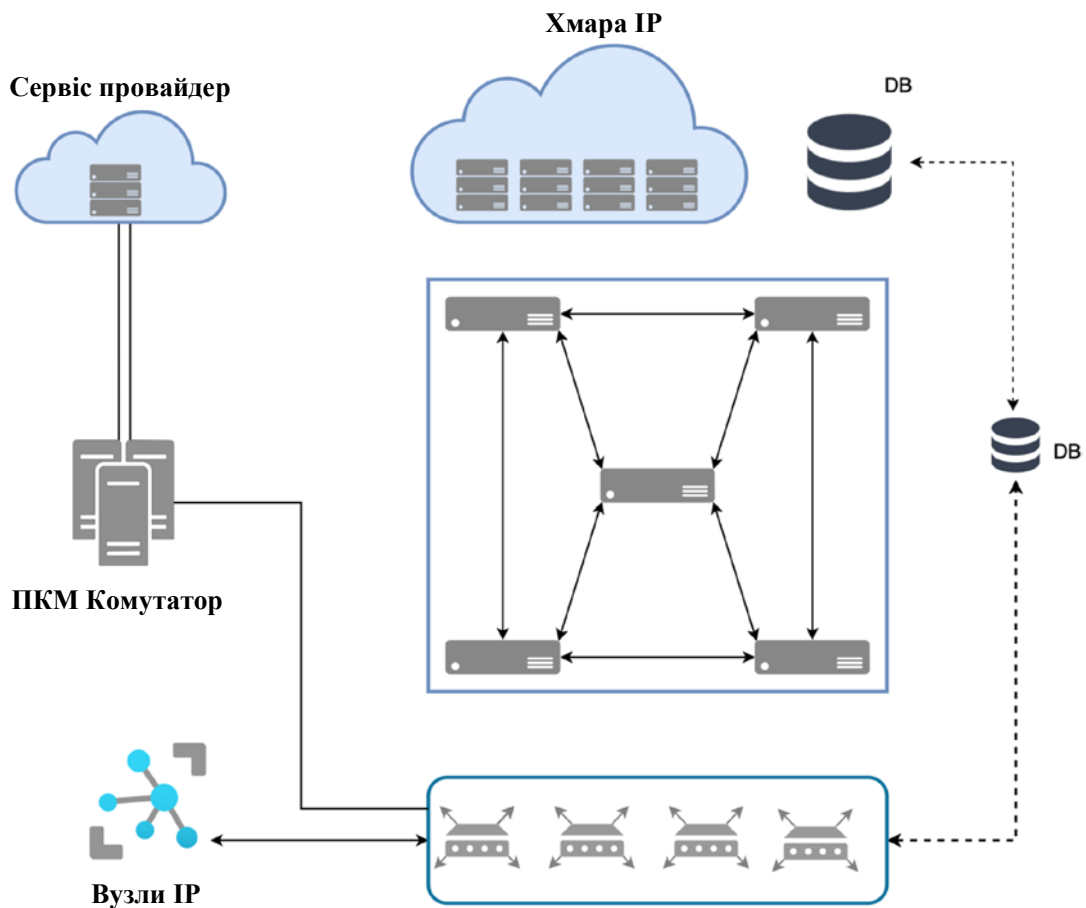 Хмара IP
Сервіс провайдер
DB
DB
ПКМ Комутатор
Вузли IP